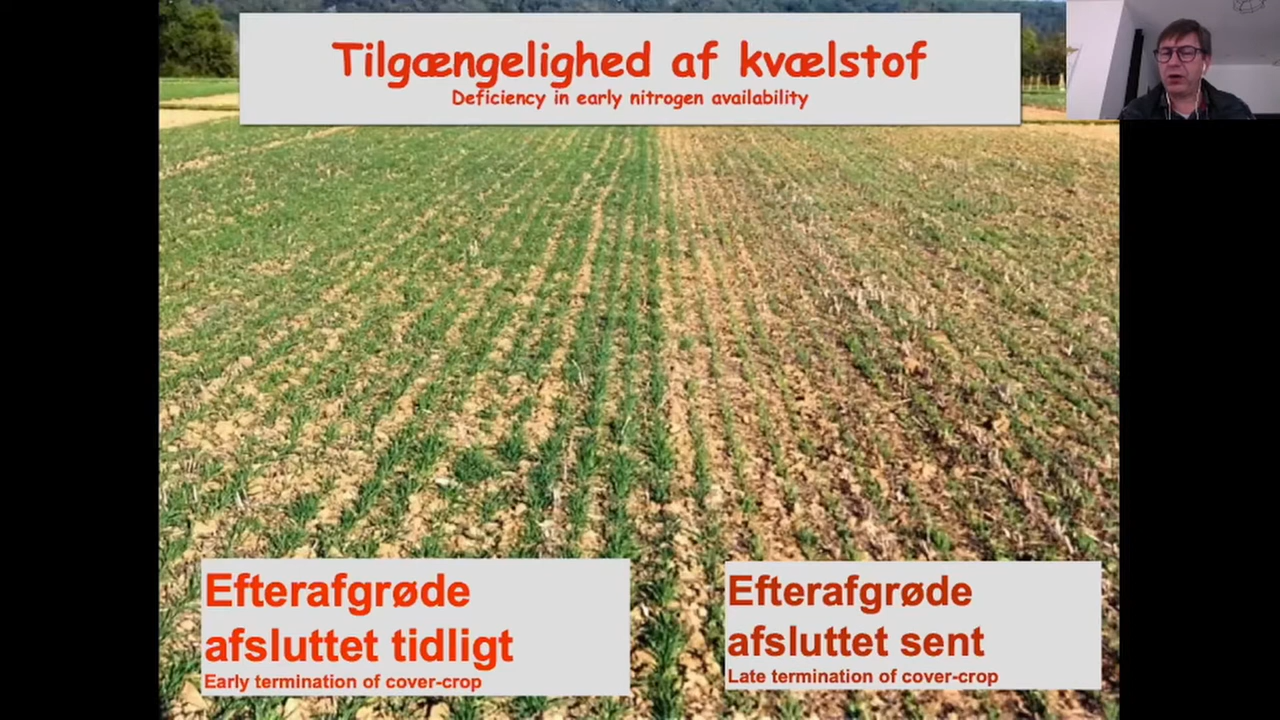 Tilgængelighed af kvælstof
Deficiency in early nitrogen availability
Efterafgrøde
afsluttet tidligt
Early termination of cover-crop
Efterafgrøde
afsluttet sent
Late termination of cover-crop